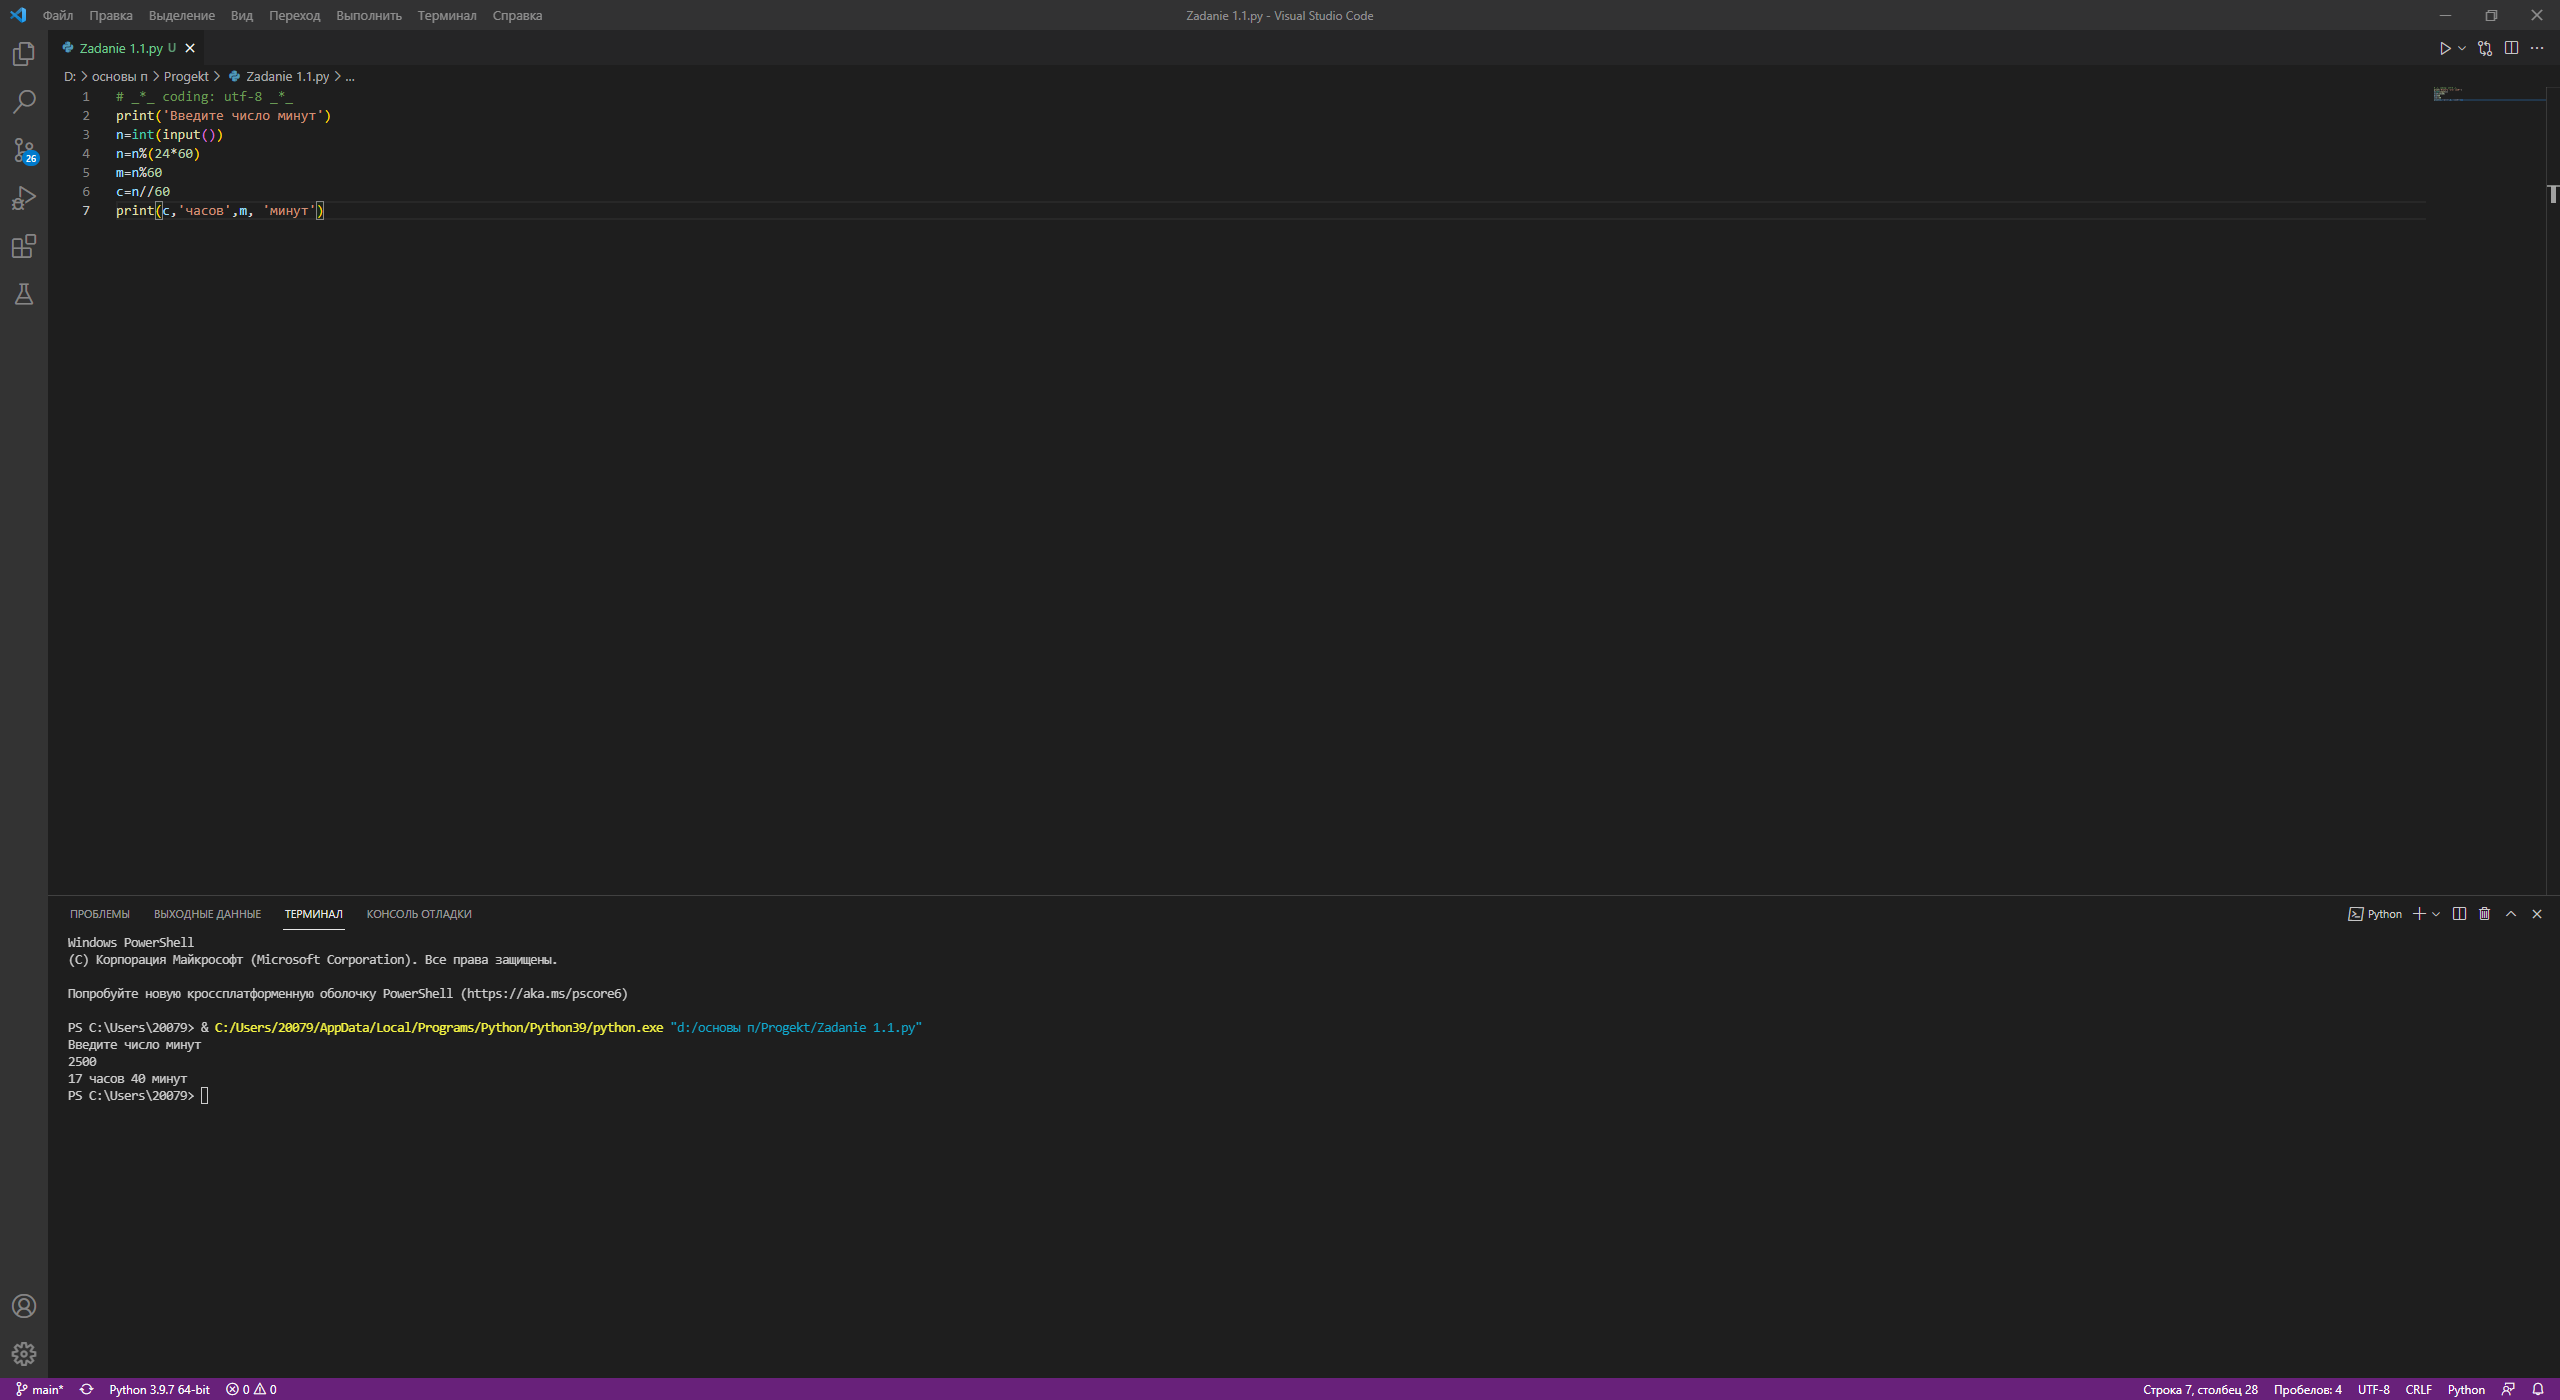 Файл Правка Выделение Вид Переход Выполнить Терминал Справка
Zadanie 1.1.py - Visual Studio Code
Zadanie 1.1.py U
D: > основы п > Progekt > Zadanie 1.1.py > ...
1 # _*_ coding: utf-8 _*_
2 print('Введите число минут')
3 n=int(input())
4 n=n%(24*60)
5 m=n%60
6 c=n//60
7 print(c,'часов',m, 'минут')
26
ПРОБЛЕМЫ ВЫХОДНЫЕ ДАННЫЕ ТЕРМИНАЛ КОНСОЛЬ ОТЛАДКИ
Python
Windows PowerShell
(C) Корпорация Майкрософт (Microsoft Corporation). Все права защищены.
Попробуйте новую кроссплатформенную оболочку PowerShell (https://aka.ms/pscore6)
PS C:\Users\20079> & C:/Users/20079/AppData/Local/Programs/Python/Python39/python.exe "d:/основы п/Progekt/Zadanie 1.1.py"
Введите число минут
2500
17 часов 40 минут
PS C:\Users\20079>
main* Python 3.9.7 64-bit 0 0
Строка 7, столбец 28 Пробелов: 4 UTF-8 CRLF Python